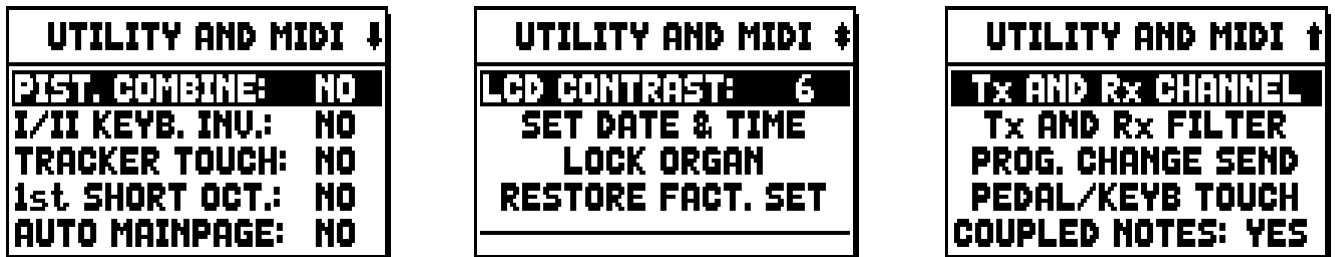 UTILITY AND MIDI ↓
PIST. COMBINE: NO
I/II KEYB. INV.: NO
TRACKER TOUCH: NO
1st SHORT OCT.: NO
AUTO MAINPAGE: NO
UTILITY AND MIDI ↕
LCD CONTRAST: 6
SET DATE & TIME
LOCK ORGAN
RESTORE FACT. SET
UTILITY AND MIDI ↑
Tx AND Rx CHANNEL
Tx AND Rx FILTER
PROG. CHANGE SEND
PEDAL/KEYB TOUCH
COUPLED NOTES: YES